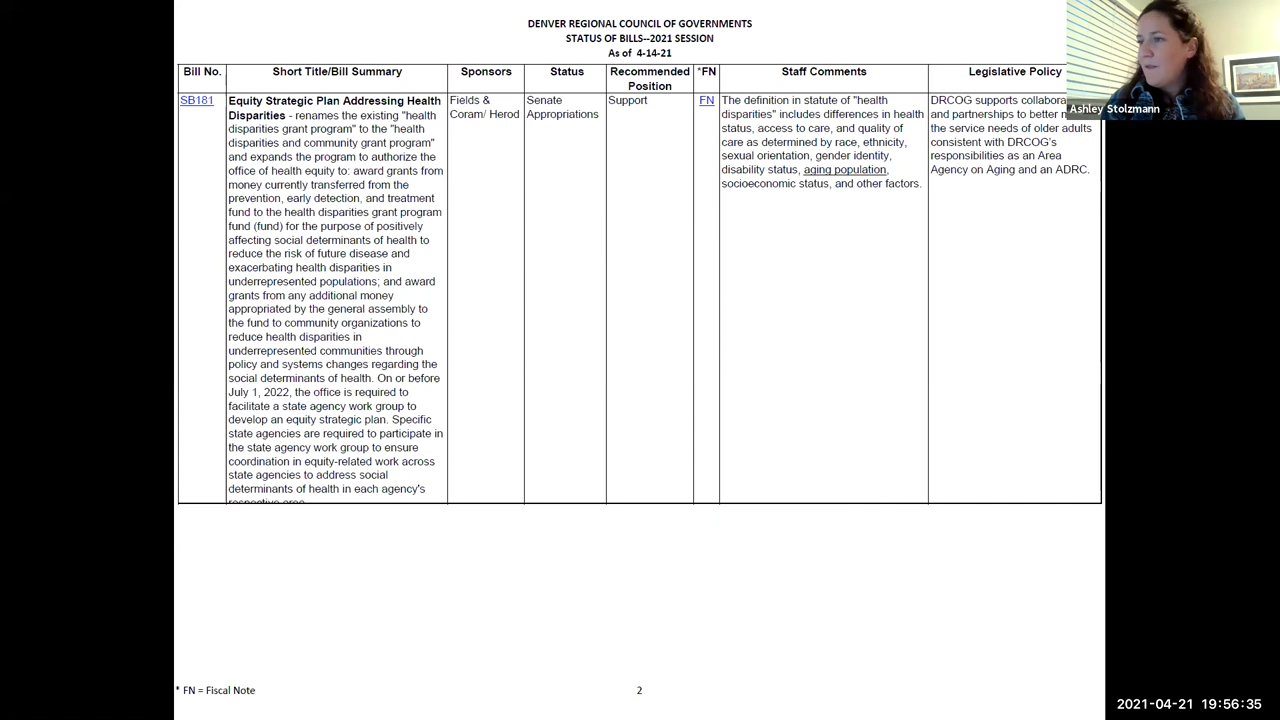 DENVER REGIONAL COUNCIL OF GOVERNMENTS
STATUS OF BILLS--2021 SESSION
As of 4-14-21
Bill No.
Short Title/Bill Summary
Sponsors
Status
Recommended
Position
*FN
Staff Comments
Legislative Policy
SB181
Equity Strategic Plan Addressing Health
Disparities - renames the existing "health
disparities grant program" to the "health
disparities and community grant program"
and expands the program to authorize the
office of health equity to: award grants from
money currently transferred from the
prevention, early detection, and treatment
fund to the health disparities grant program
fund (fund) for the purpose of positively
affecting social determinants of health to
reduce the risk of future disease and
exacerbating health disparities in
underrepresented populations; and award
grants from any additional money
appropriated by the general assembly to
the fund to community organizations to
reduce health disparities in
underrepresented communities through
policy and systems changes regarding the
social determinants of health. On or before
July 1, 2022, the office is required to
facilitate a state agency work group to
develop an equity strategic plan. Specific
state agencies are required to participate in
the state agency work group to ensure
coordination in equity-related work across
state agencies to address social
determinants of health in each agency's
respective area.
Fields &
Coram/ Herod
Senate
Appropriations
Support
FN
The definition in statute of "health
disparities" includes differences in health
status, access to care, and quality of
care as determined by race, ethnicity,
sexual orientation, gender identity,
disability status, aging population,
socioeconomic status, and other factors.
DRCOG supports
and partnerships to better
the service needs of older adults
consistent with DRCOG's
responsibilities as an Area
Agency on Aging and an ADRC.
Ashley Stolzmann
* FN = Fiscal Note
2
2021-04-21 19:56:35